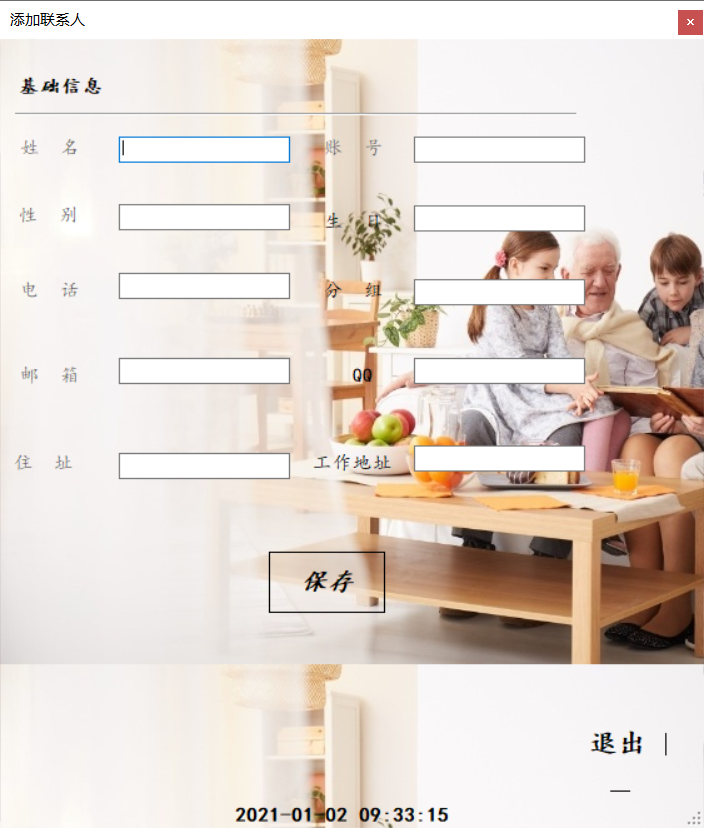 添加联系人
基础信息
姓 名 账 号
性 别 生 日
电 话 分 组
邮 箱 QQ
住 址 工作地址
保存
退出
2021-01-02 09:33:15